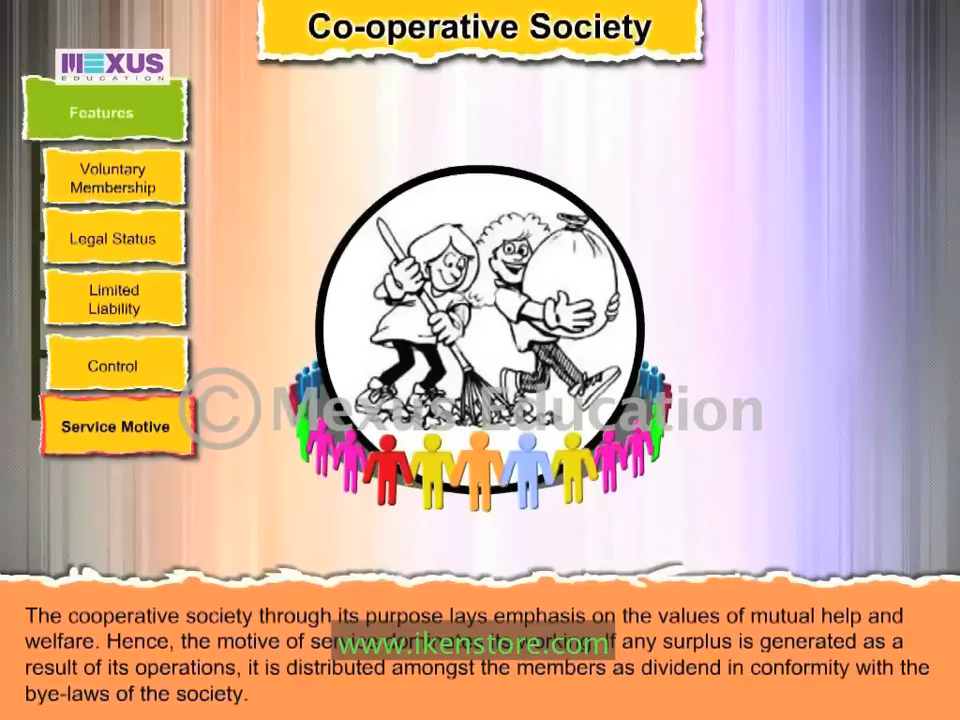 Co-operative Society
MEXUS
EDUCATION
Features
Voluntary
Membership
Legal Status
Limited
Liability
Control
Service Motive
© Mexus Education
The cooperative society through its purpose lays emphasis on the values of mutual help and
welfare. Hence, the motive of any surplus is generated as a
www.ikenstore.com
result of its operations, it is distributed amongst the members as dividend in conformity with the
bye-laws of the society.